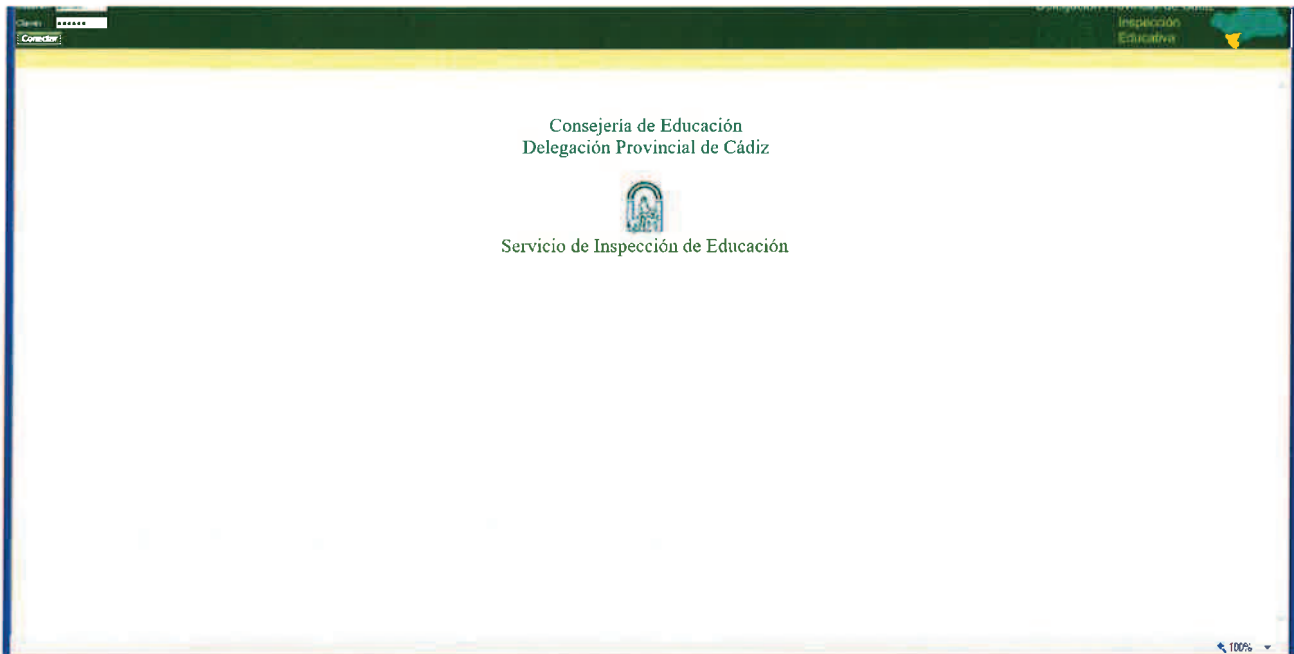 Clave:
••••••
Conectar
Inspección
Educativa
Consejería de Educación
Delegación Provincial de Cádiz
Servicio de Inspección de Educación
100%